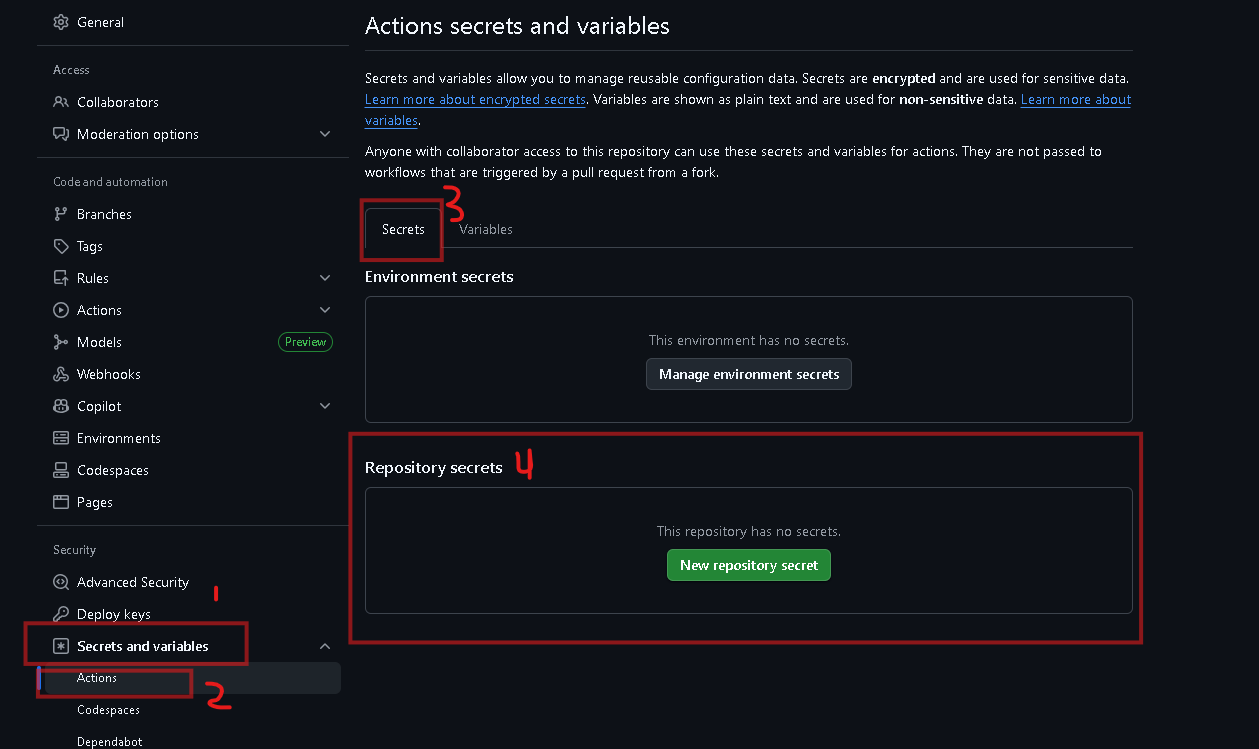 General
Access
Collaborators
Moderation options
Code and automation
Branches
Tags
Rules
Actions
Models
Preview
Webhooks
Copilot
Environments
Codespaces
Pages
Security
Advanced Security
1
Deploy keys
Secrets and variables
Actions
2
Codespaces
Dependabot
Actions secrets and variables
Secrets and variables allow you to manage reusable configuration data. Secrets are encrypted and are used for sensitive data.
Learn more about encrypted secrets. Variables are shown as plain text and are used for non-sensitive data. Learn more about
variables.
Anyone with collaborator access to this repository can use these secrets and variables for actions. They are not passed to
workflows that are triggered by a pull request from a fork.
3
Secrets
Variables
Environment secrets
This environment has no secrets.
Manage environment secrets
Repository secrets
4
This repository has no secrets.
New repository secret